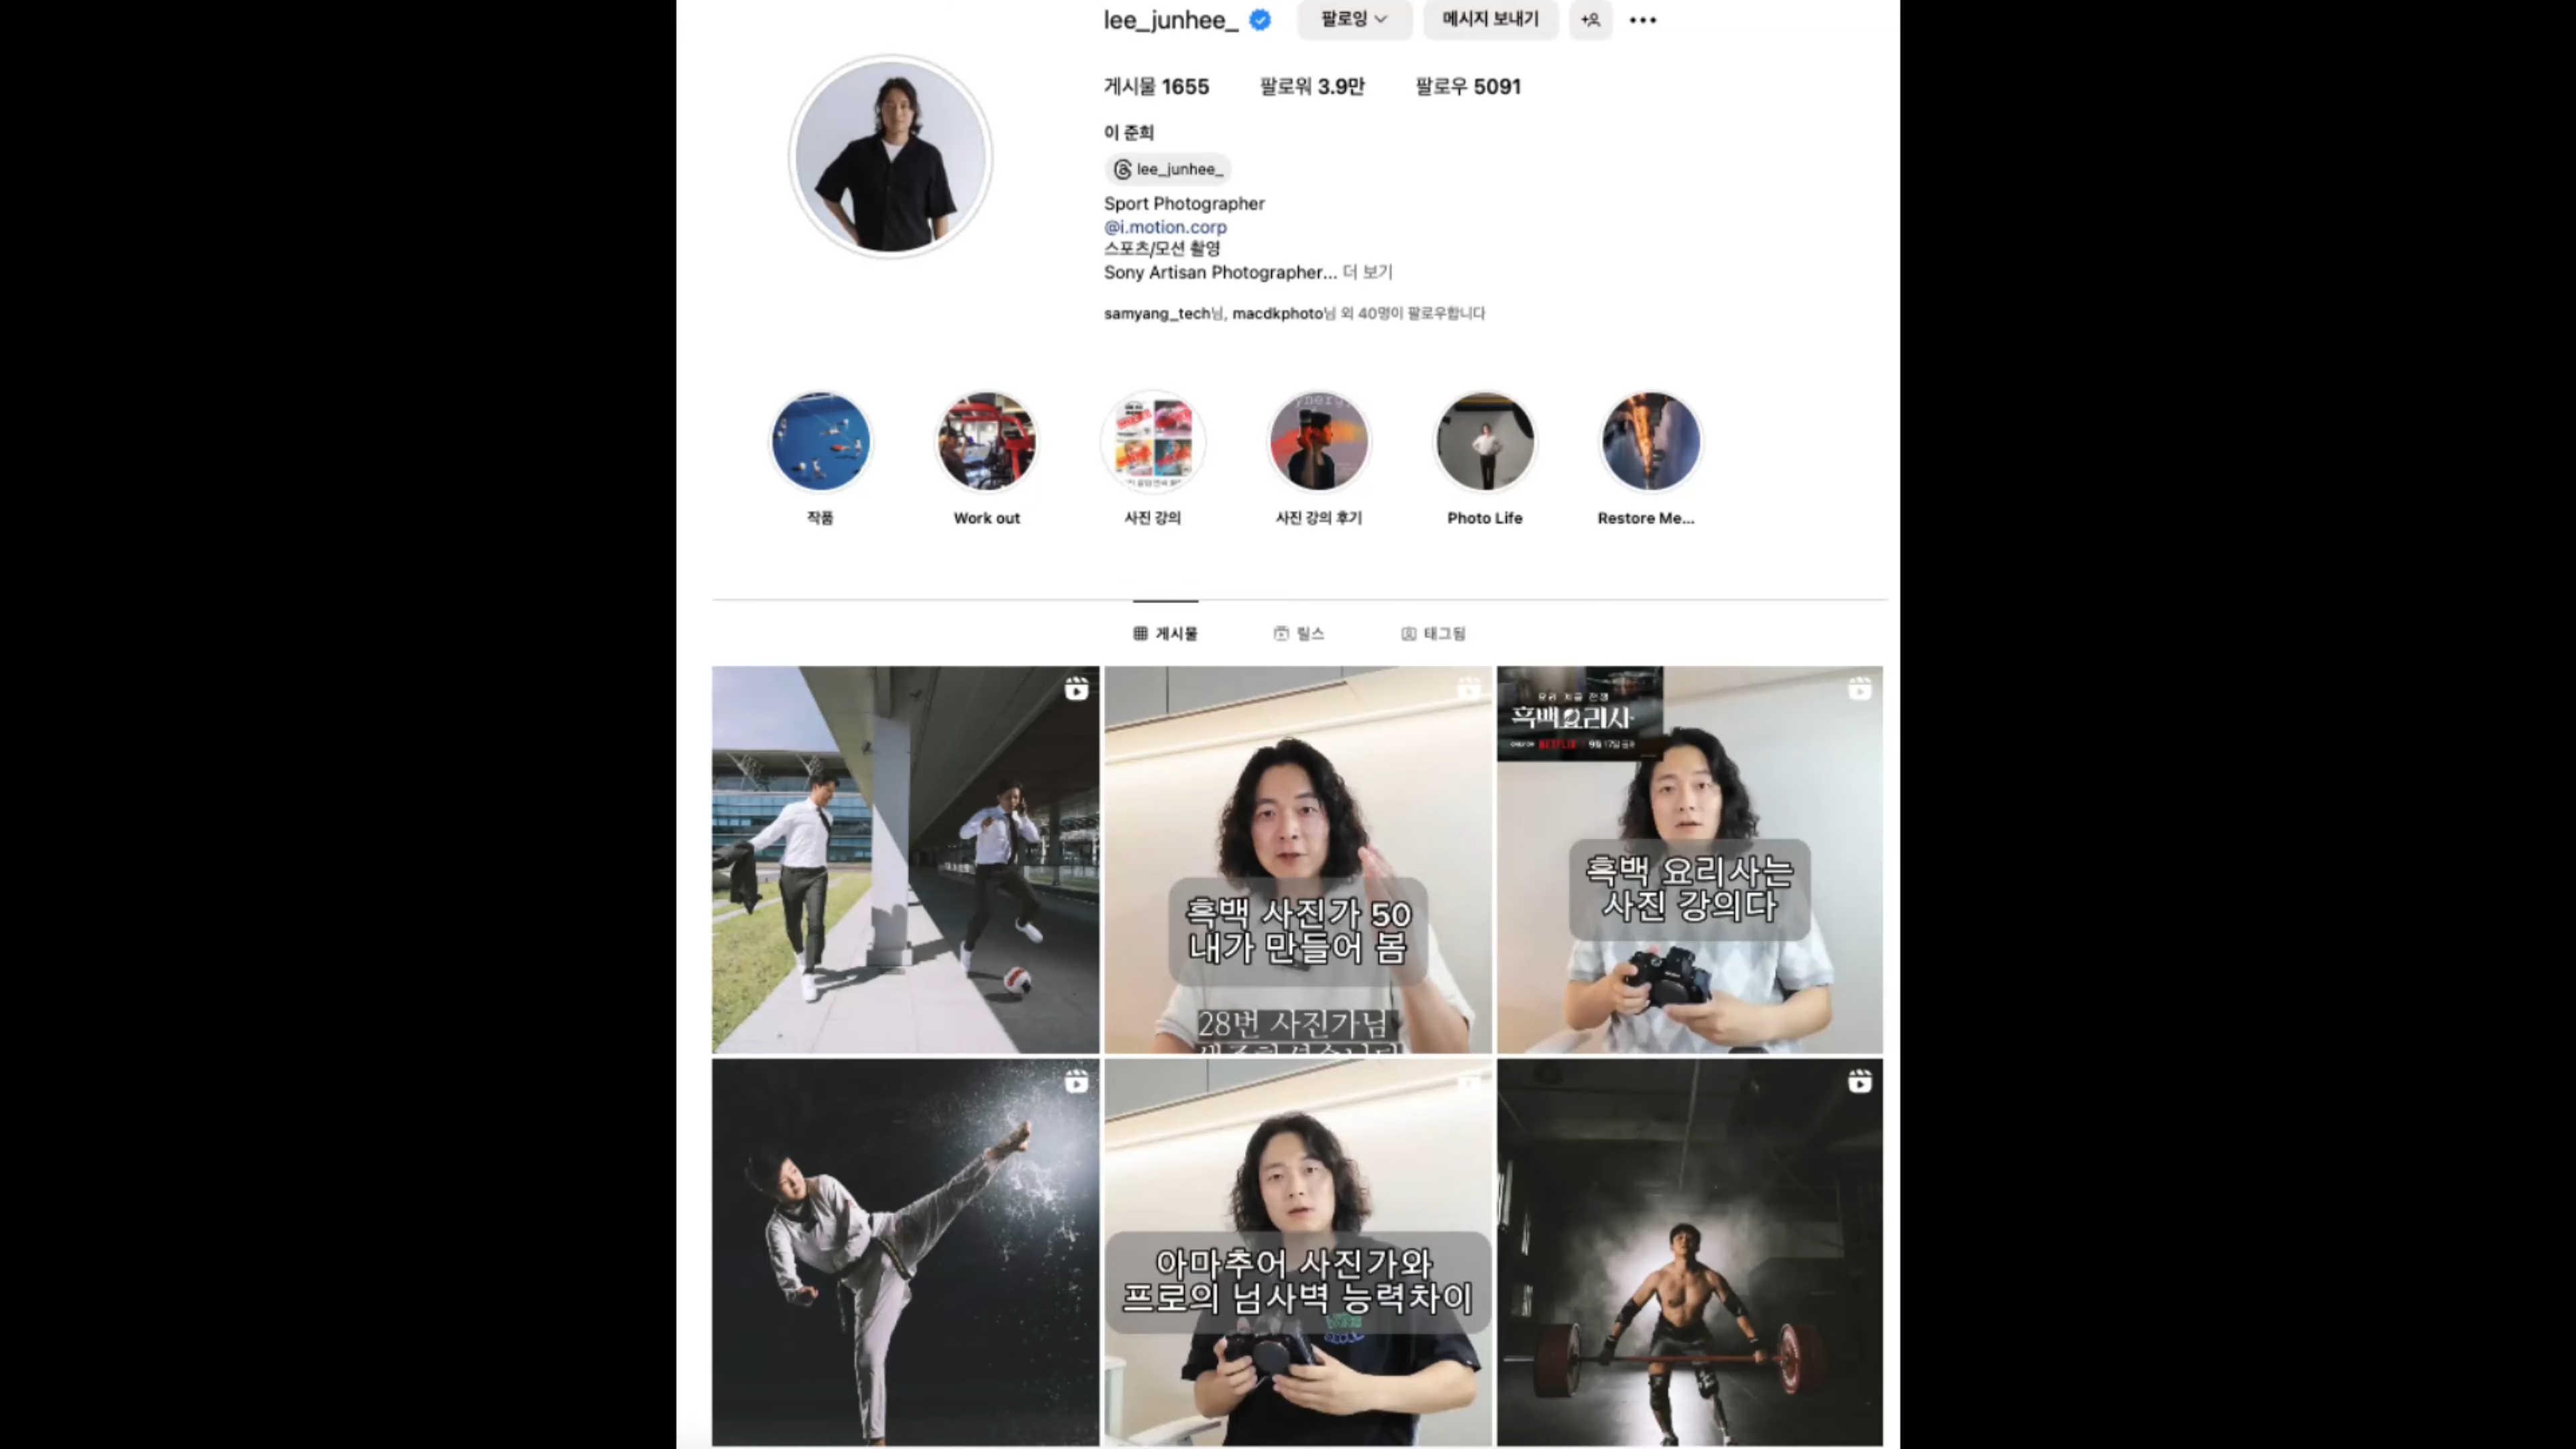 lee_junhee_
팔로잉
메시지 보내기
게시물 1655
팔로워 3.9만
팔로우 5091
이 준희
lee_junhee_
Sport Photographer
@i.motion.corp
스포츠/모션 촬영
Sony Artisan Photographer... 더 보기
samyang_tech님, macdkphoto님 외 40명이 팔로우합니다
작품
Work out
사진 강의
사진 강의 후기
Photo Life
Restore Me...
게시물
릴스
태그됨
흑백 사진가 50
내가 만들어 봄
28번 사진가님
흑백요리사
NETFLIX
흑백 요리사는
사진 강의다
아마추어 사진가와
프로의 넘사벽 능력차이